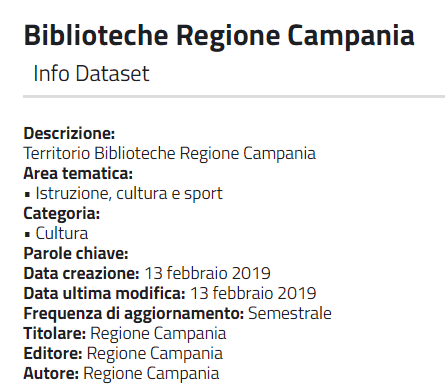 Biblioteche Regione Campania
Info Dataset
Descrizione:
Territorio Biblioteche Regione Campania
Area tematica:
▪ Istruzione, cultura e sport
Categoria:
▪ Cultura
Parole chiave:
Data creazione: 13 febbraio 2019
Data ultima modifica: 13 febbraio 2019
Frequenza di aggiornamento: Semestrale
Titolare: Regione Campania
Editore: Regione Campania
Autore: Regione Campania